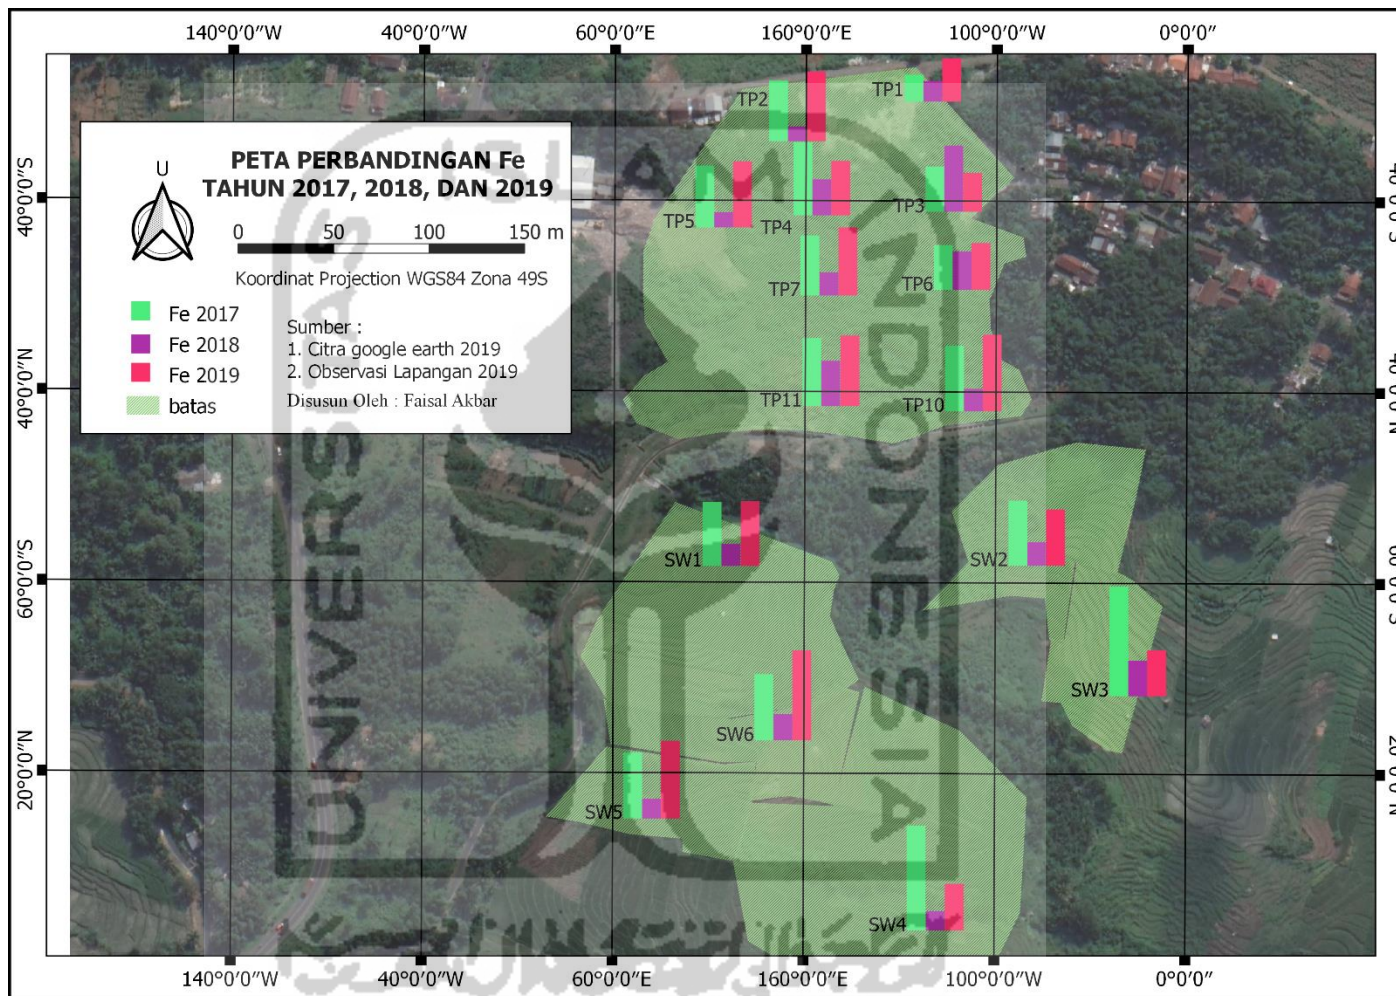 140°0'0"W 40°0'0"W 60°0'0"E 160°0'0"E 100°0'0"W 0°0'0"
PETA PERBANDINGAN Fe
TAHUN 2017, 2018, DAN 2019
U
0 50 100 150 m
Koordinat Projection WGS84 Zona 49S
Fe 2017
Fe 2018
Fe 2019
batas
Sumber :
1. Citra google earth 2019
2. Observasi Lapangan 2019
Disusun Oleh : Faisal Akbar
TP2
TP1
TP5
TP4
TP3
TP7
TP6
TP11
TP10
SW1
SW2
SW3
SW6
SW5
SW4
40°0'0"S
40°0'0"N
60°0'0"S
20°0'0"N
UNIVERSITAS
ISLAM
INDONESIA
140°0'0"W 40°0'0"W 60°0'0"E 160°0'0"E 100°0'0"W 0°0'0"